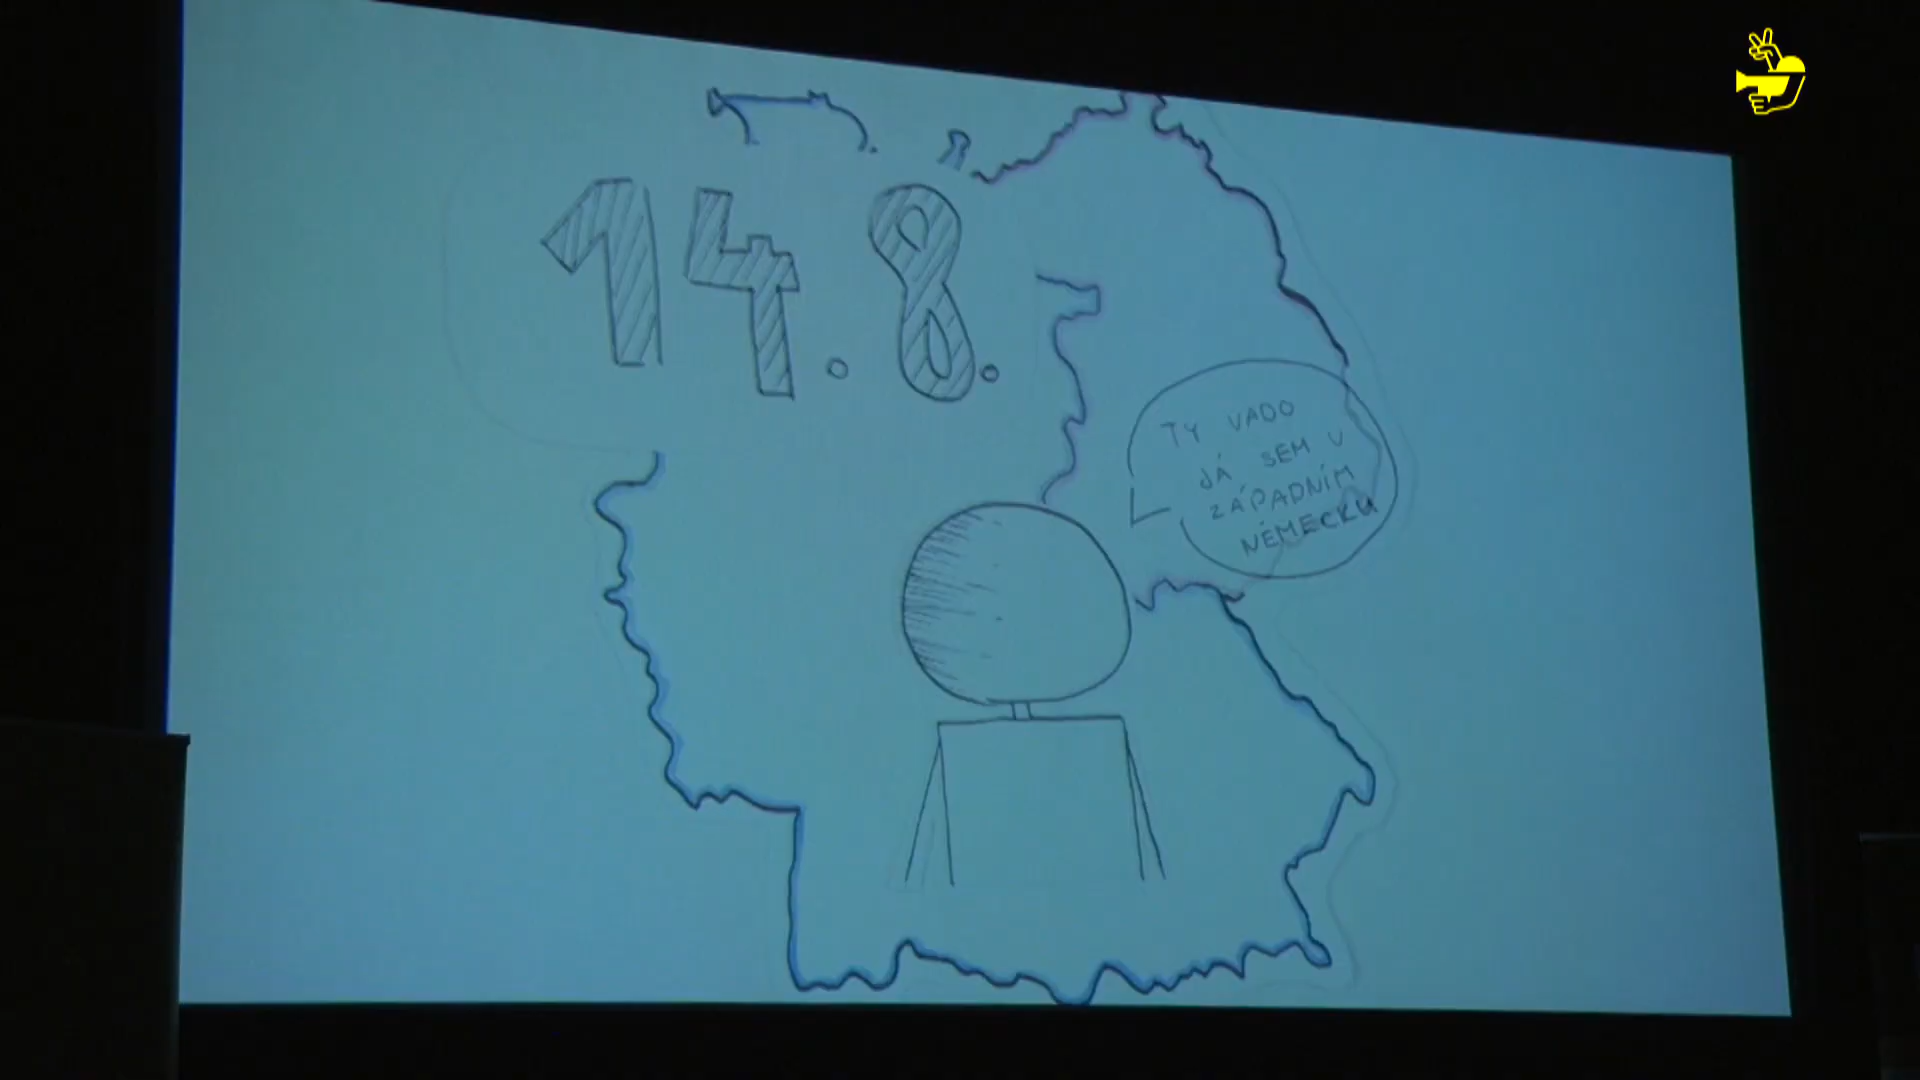 14.8.
TY VADO
JÁ SEM V
ZÁPADNÍM
NĚMECKU